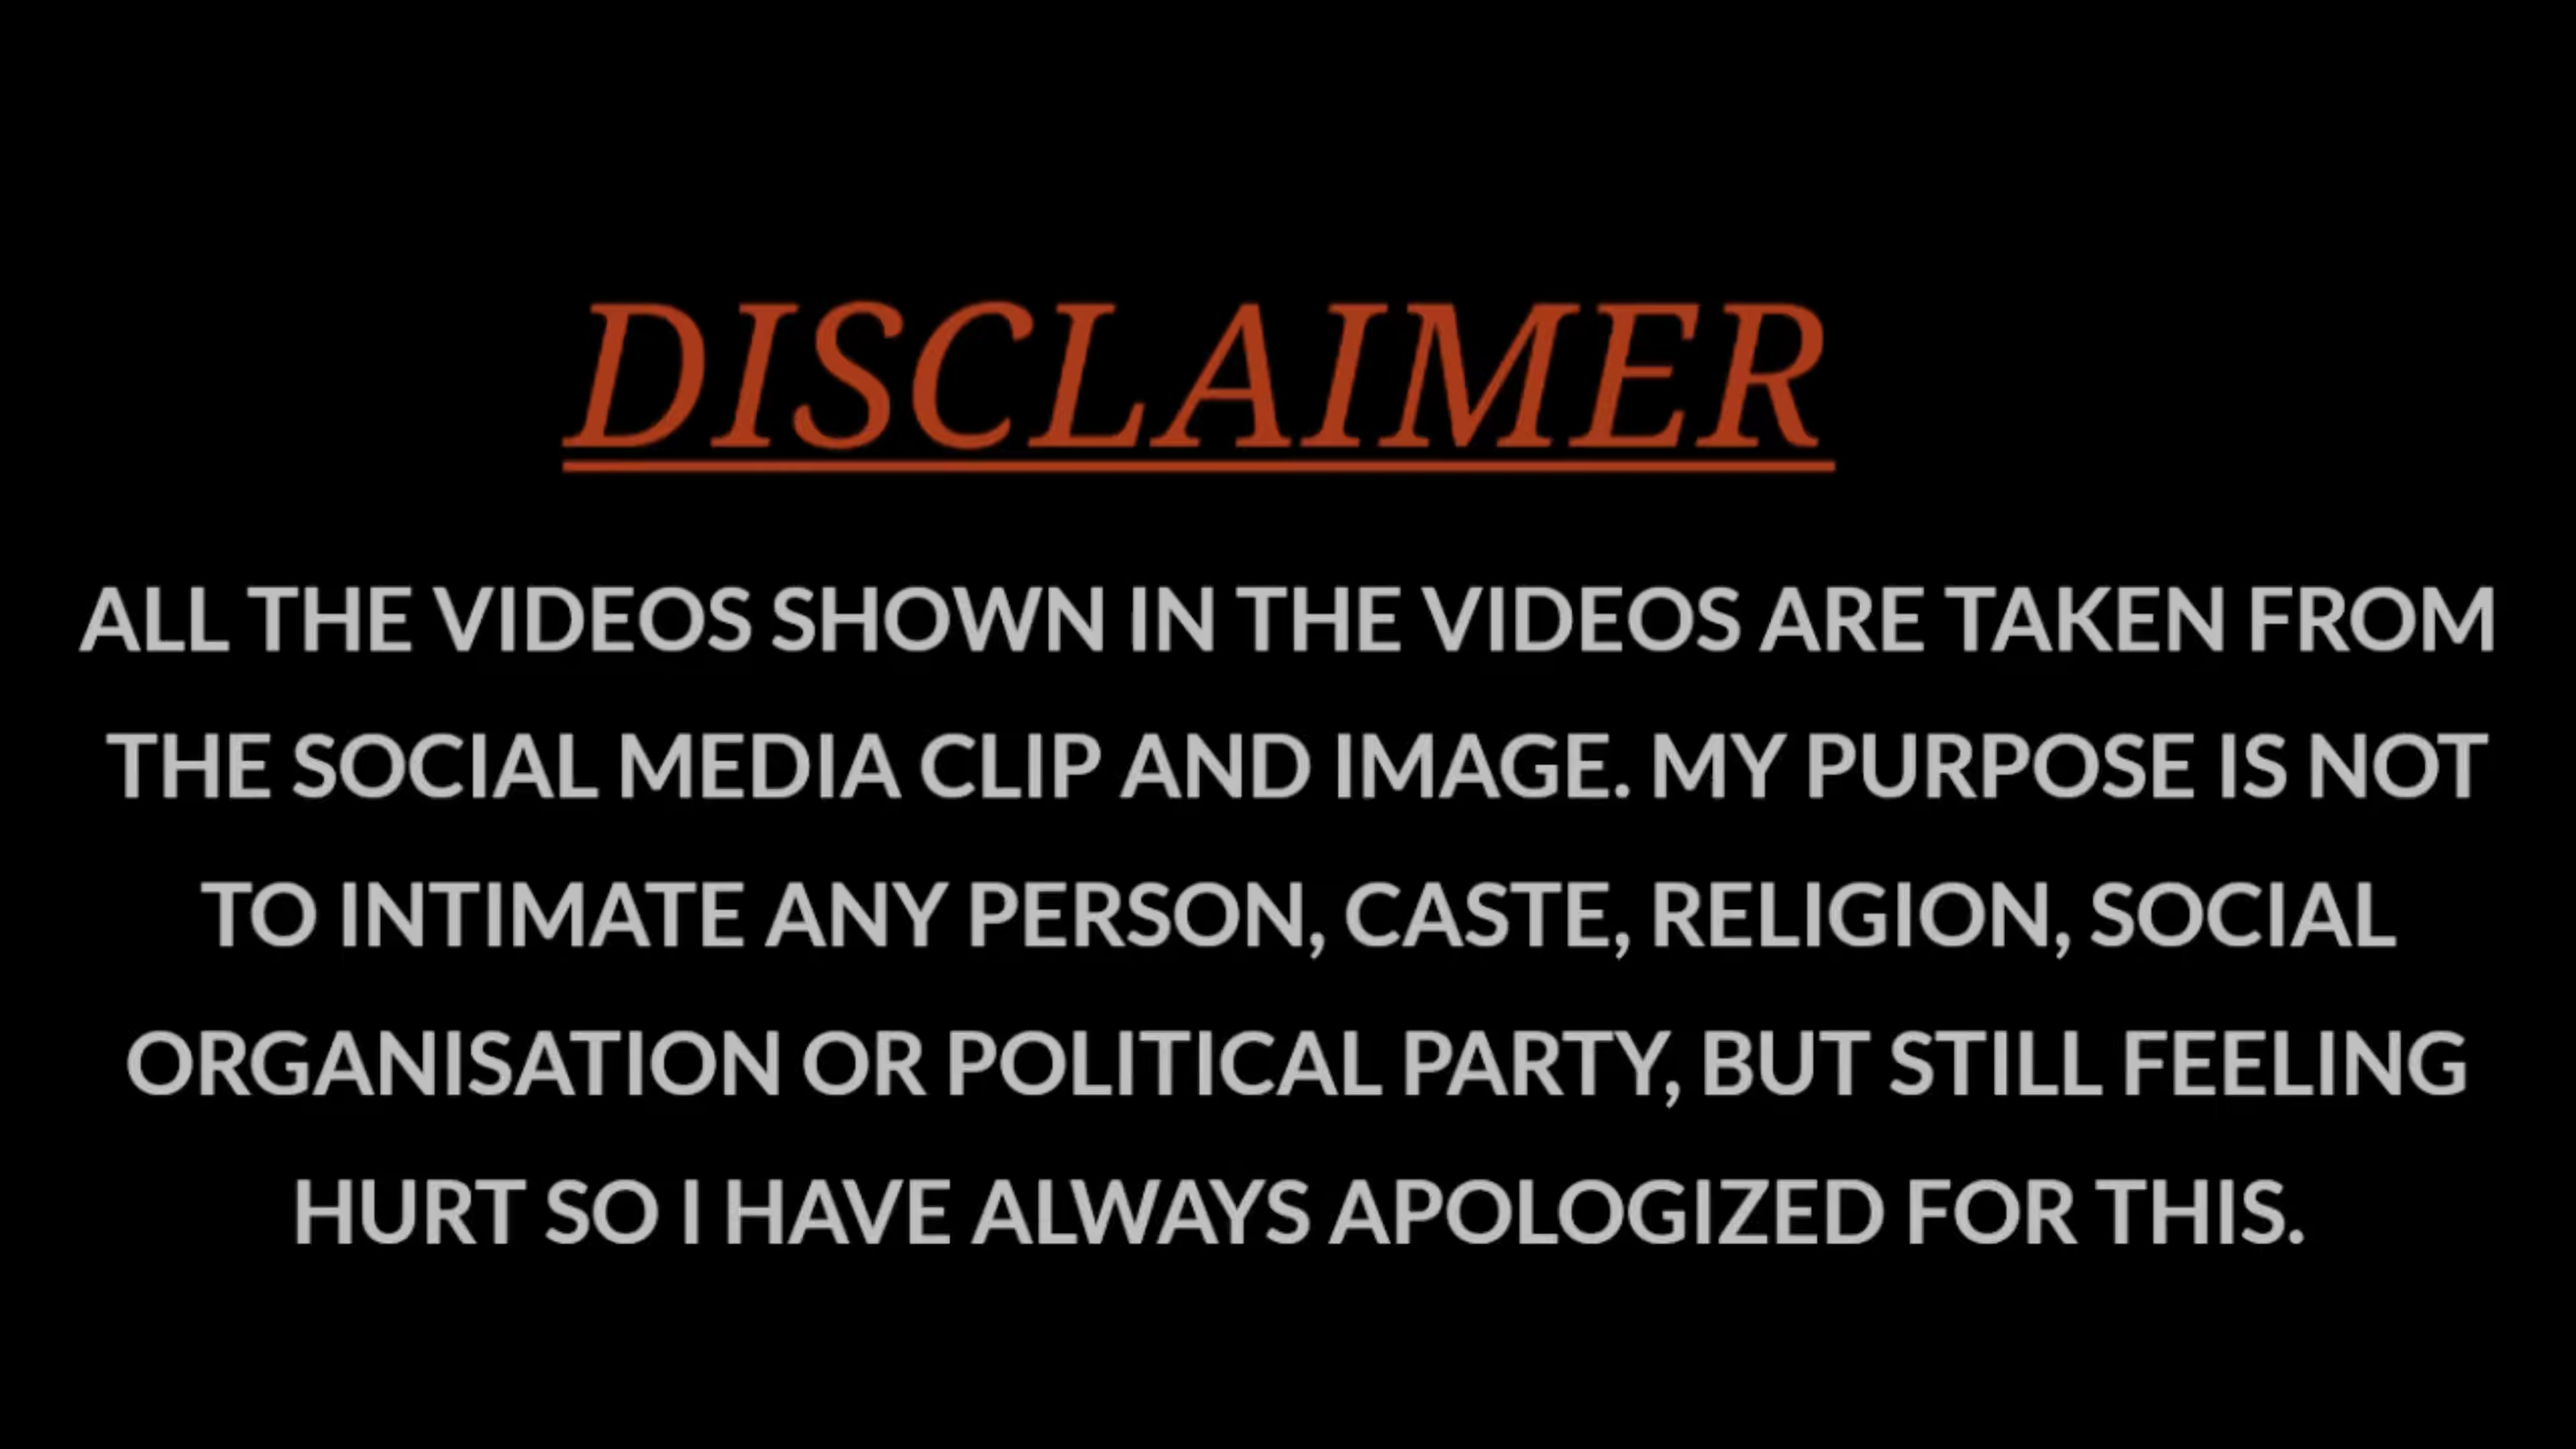 DISCLAIMER
ALL THE VIDEOS SHOWN IN THE VIDEOS ARE TAKEN FROM
THE SOCIAL MEDIA CLIP AND IMAGE. MY PURPOSE IS NOT
TO INTIMATE ANY PERSON, CASTE, RELIGION, SOCIAL
ORGANISATION OR POLITICAL PARTY, BUT STILL FEELING
HURT SO I HAVE ALWAYS APOLOGIZED FOR THIS.